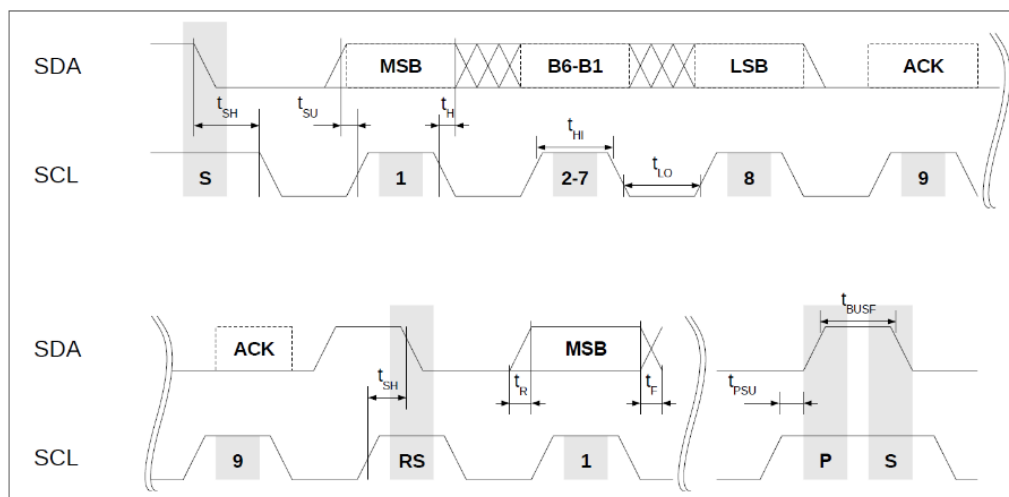 SDA MSB B6-B1 LSB ACK
tSH tSU tH tHI tLO
SCL S 1 2-7 8 9
SDA ACK MSB tBUSF
tSH tR tF tPSU
SCL 9 RS 1 P S